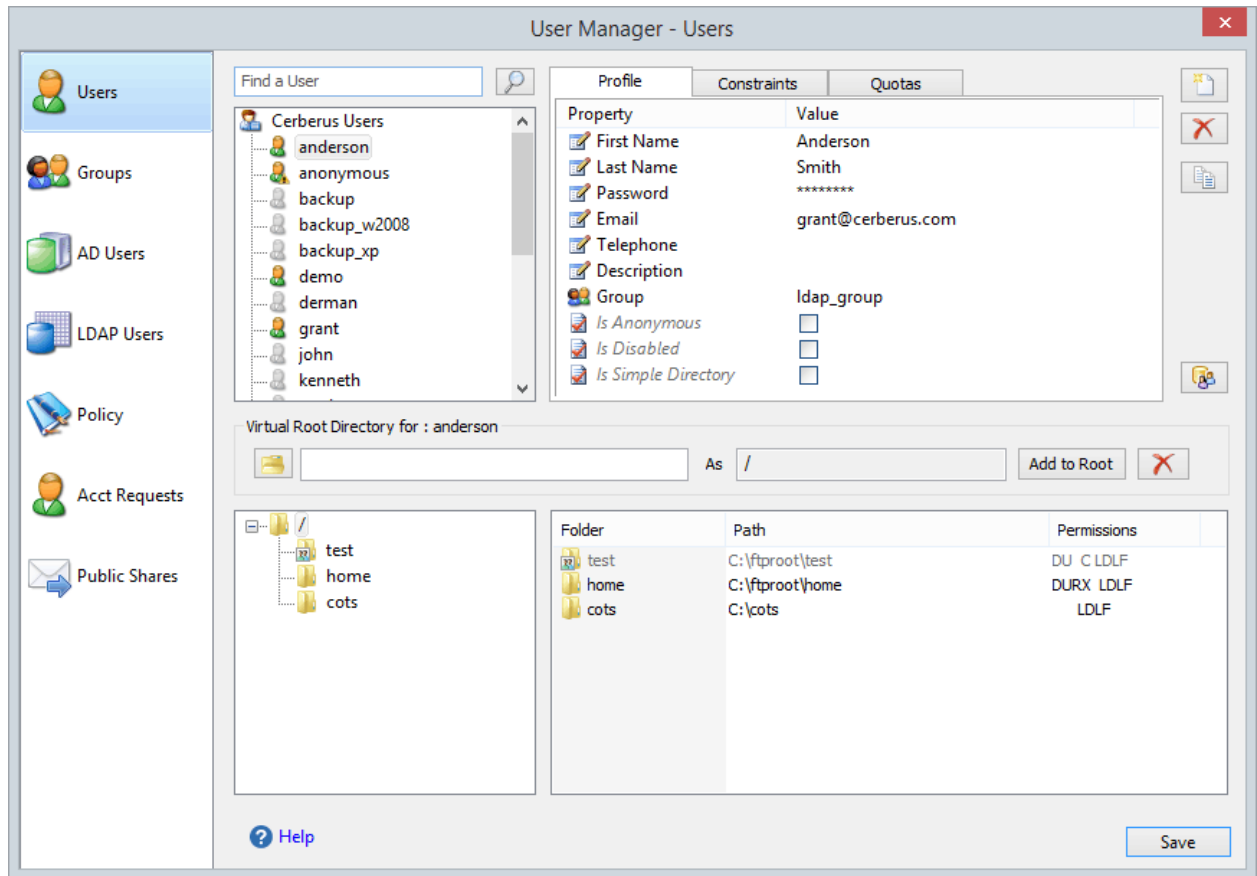 User Manager - Users
Users
Groups
AD Users
LDAP Users
Policy
Acct Requests
Public Shares
Find a User
Cerberus Users
anderson
anonymous
backup
backup_w2008
backup_xp
demo
derman
grant
john
kenneth
Profile Constraints Quotas
Property Value
First Name Anderson
Last Name Smith
Password ********
Email grant@cerberus.com
Telephone
Description
Group ldap_group
Is Anonymous
Is Disabled
Is Simple Directory
Virtual Root Directory for : anderson
As / Add to Root
/
test
home
cots
Folder Path Permissions
test C:\ftproot\test DU C LDLF
home C:\ftproot\home DURX LDLF
cots C:\cots LDLF
Help
Save